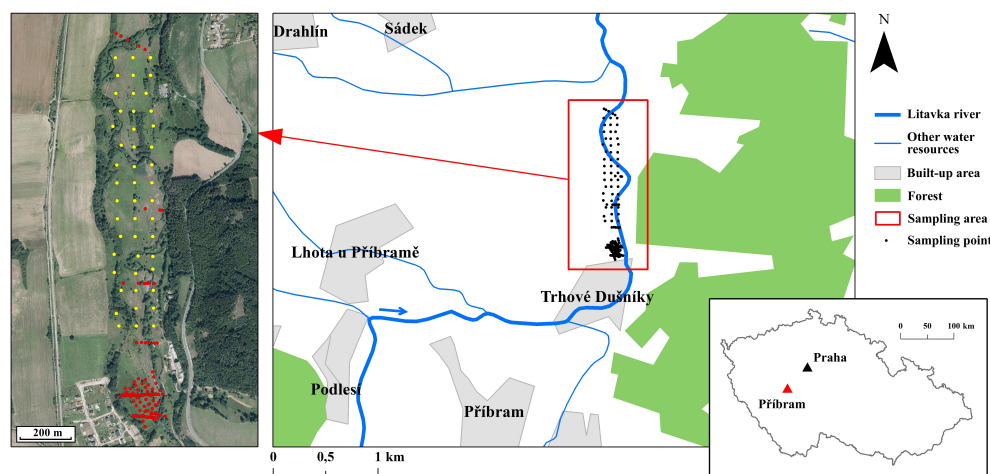 200 m
Drahlín
Sádek
Lhota u Příbramě
Trhové Dušníky
Podlesí
Příbram
0 0,5 1 km
N
Litavka river
Other water
resources
Built-up area
Forest
Sampling area
Sampling point
0 50 100 km
Praha
Příbram